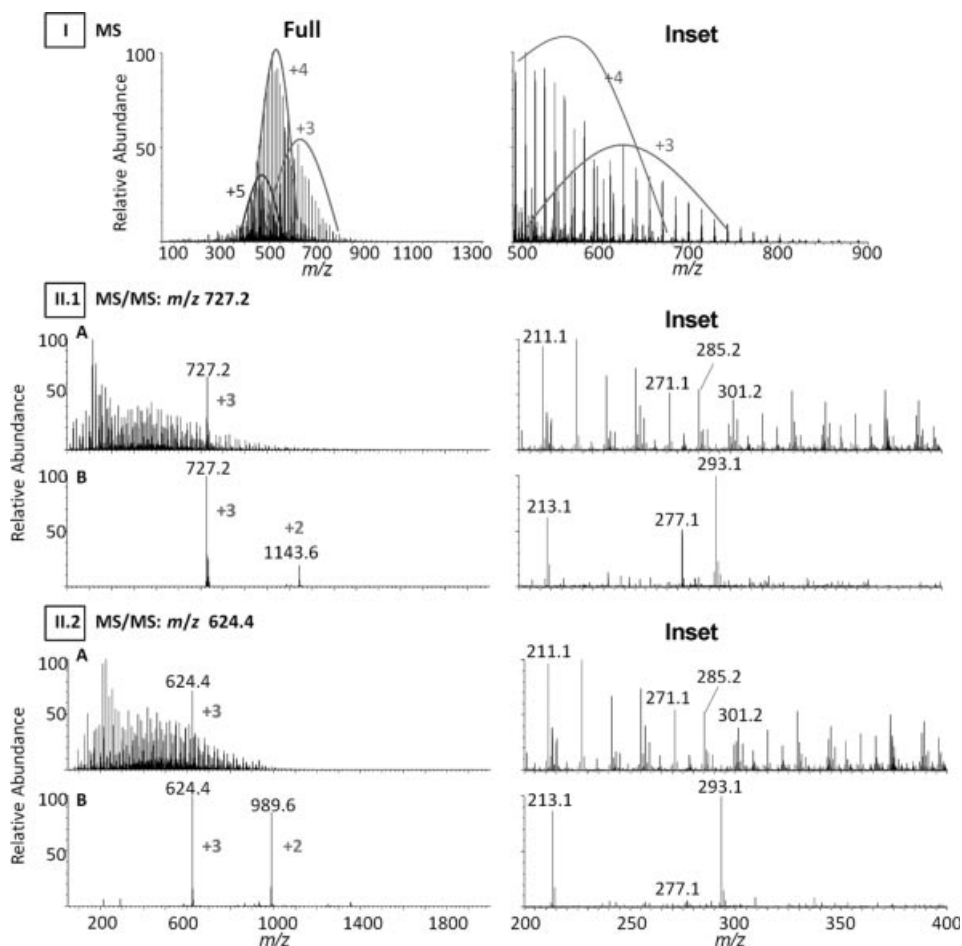 I MS Full Inset
100
50
Relative Abundance
+4
+3
+5
100 300 500 700 900 1100 1300
m/z
+4
+3
500 600 700 800 900
m/z
II.1 MS/MS: m/z 727.2
Inset
A
100
50
727.2
+3
211.1
285.2
271.1
301.2
Relative Abundance
B
100
50
727.2
+3
+2
1143.6
293.1
213.1
277.1
II.2 MS/MS: m/z 624.4
Inset
A
100
50
624.4
+3
211.1
285.2
271.1
301.2
Relative Abundance
B
100
50
624.4
989.6
+3
+2
213.1
293.1
277.1
200 600 1000 1400 1800
m/z
200 250 300 350 400
m/z